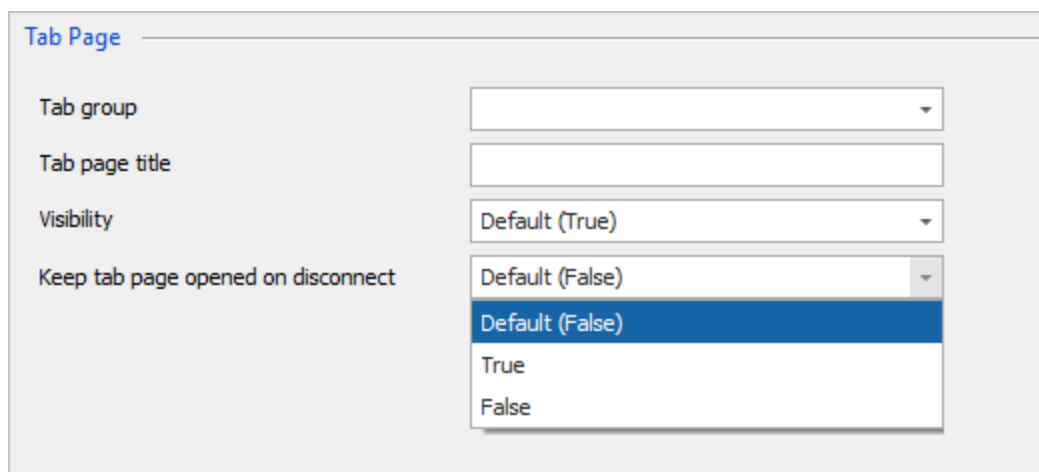 Tab Page
Tab group
Tab page title
Visibility Default (True)
Keep tab page opened on disconnect Default (False)
Default (False)
True
False